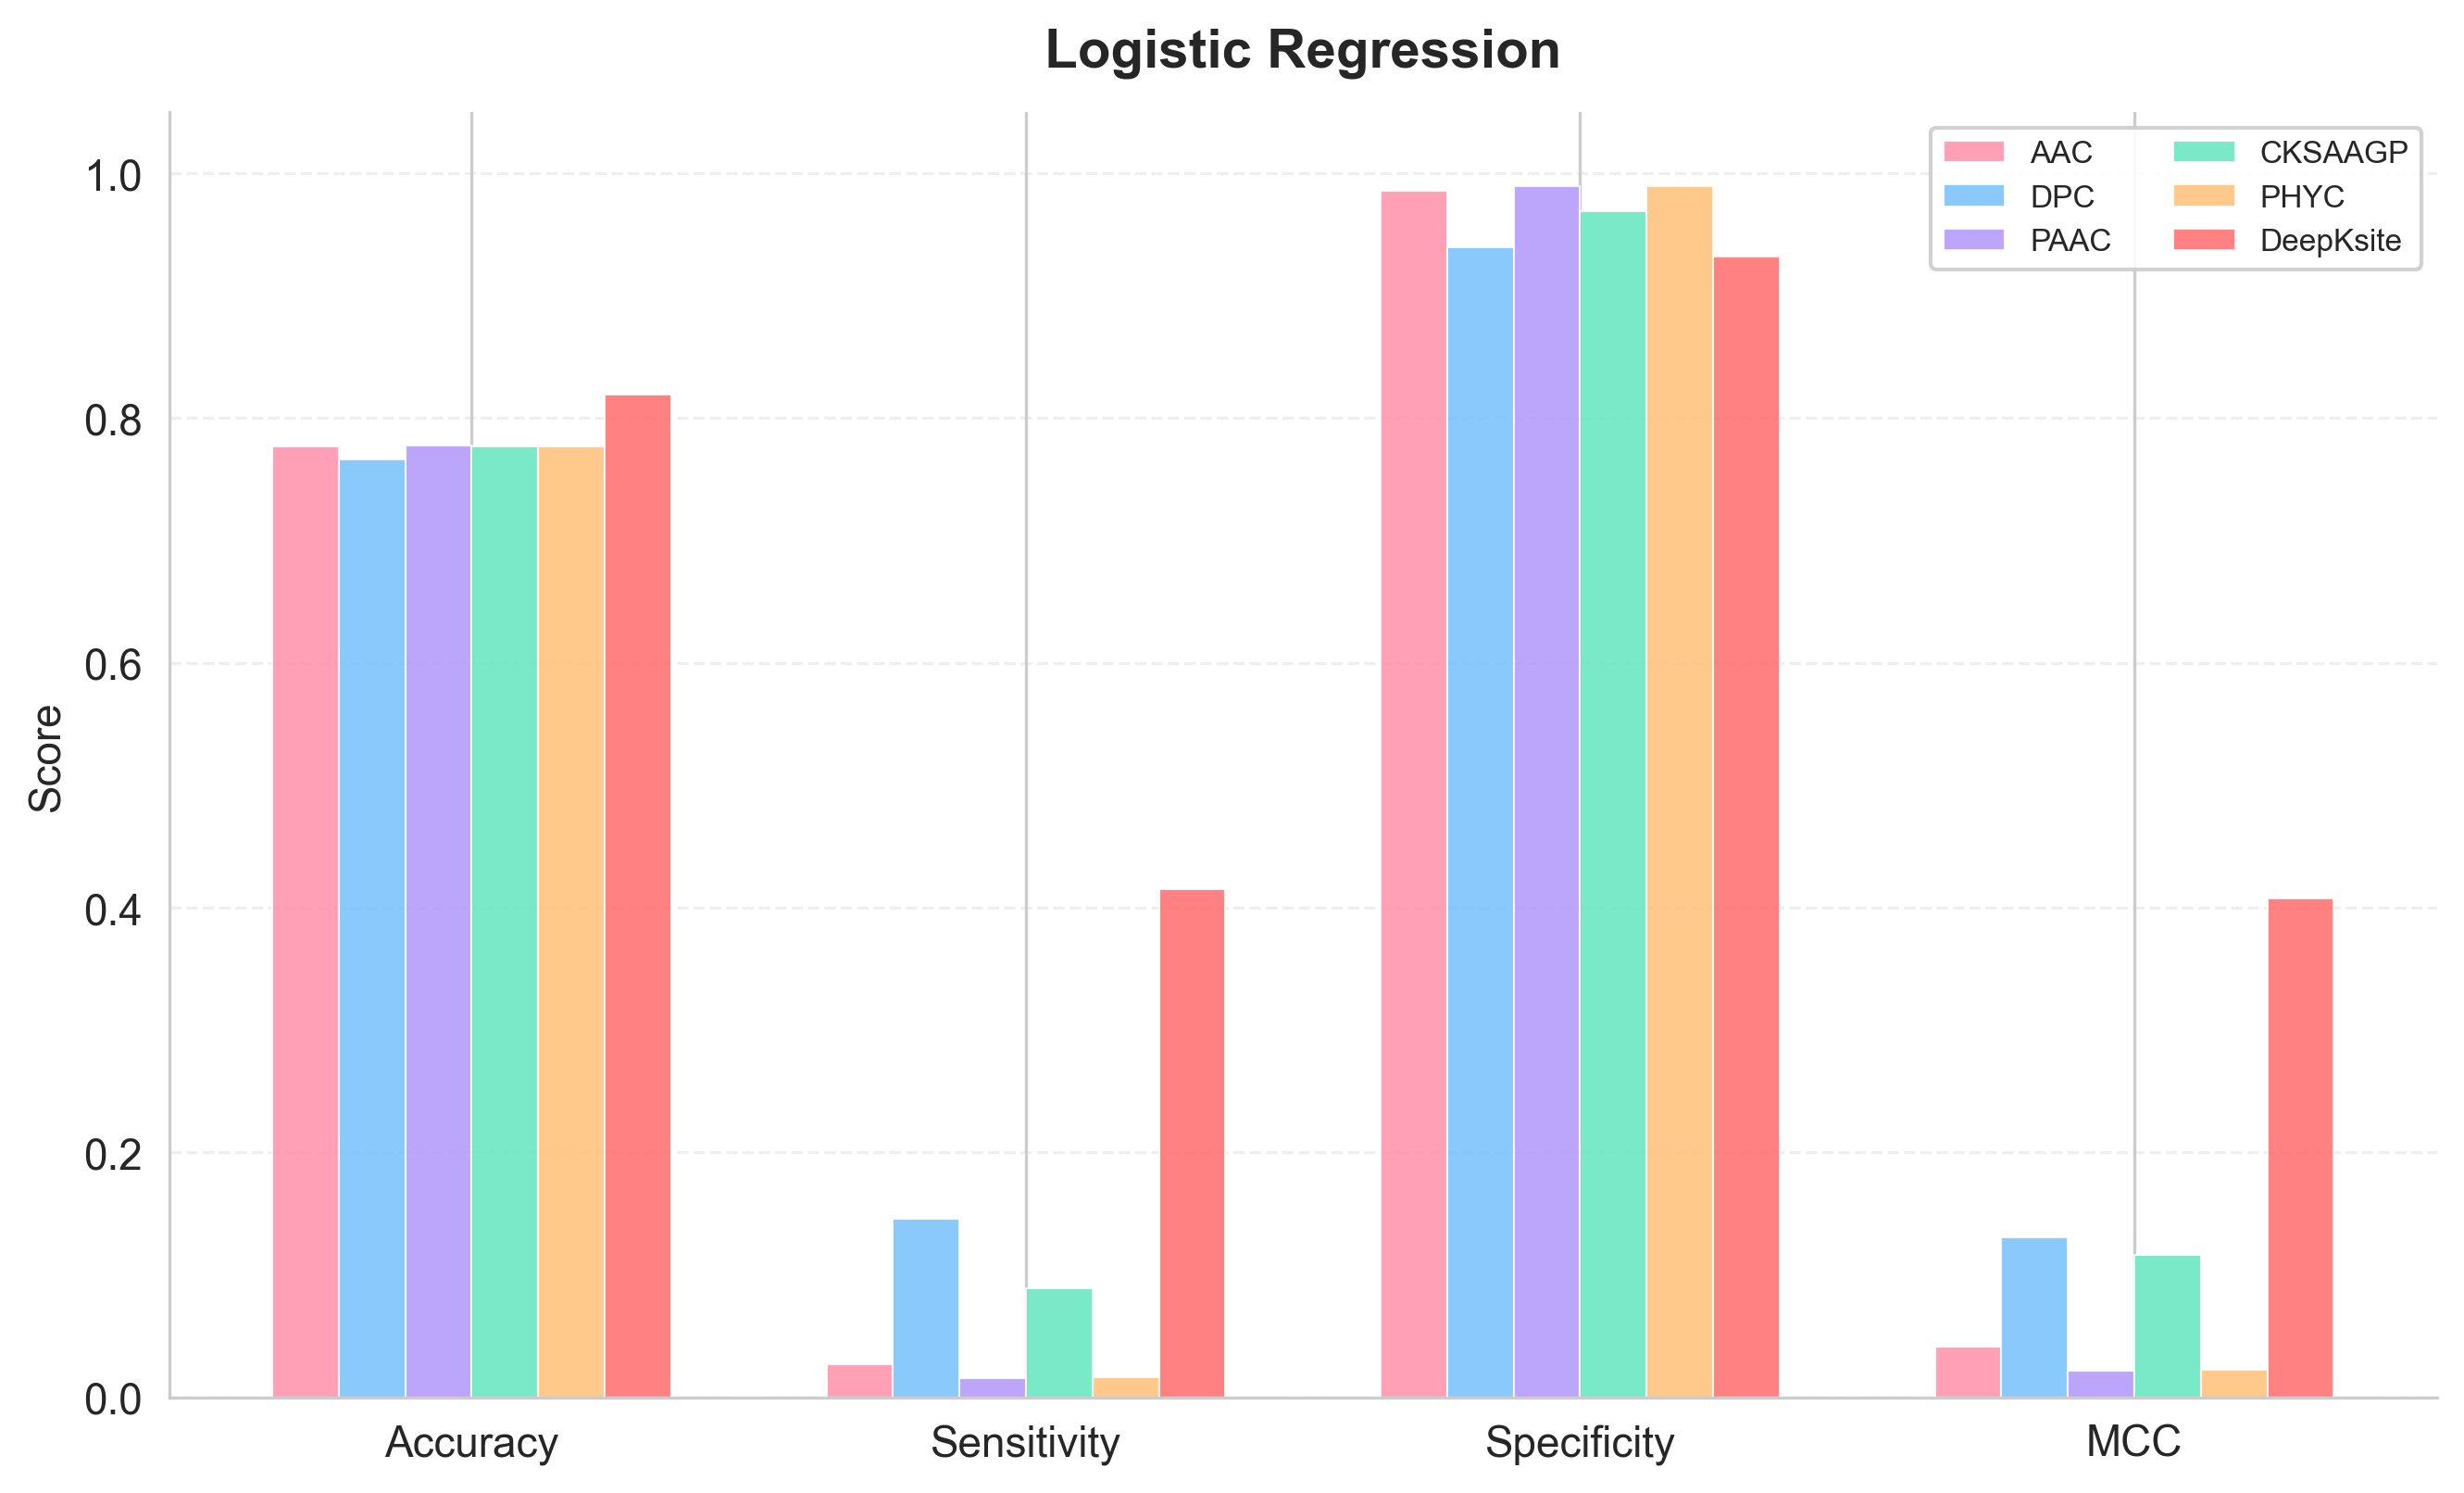 Logistic Regression
AAC
DPC
PAAC
CKSAAGP
PHYC
DeepKsite
Score
1.0
0.8
0.6
0.4
0.2
0.0
Accuracy
Sensitivity
Specificity
MCC